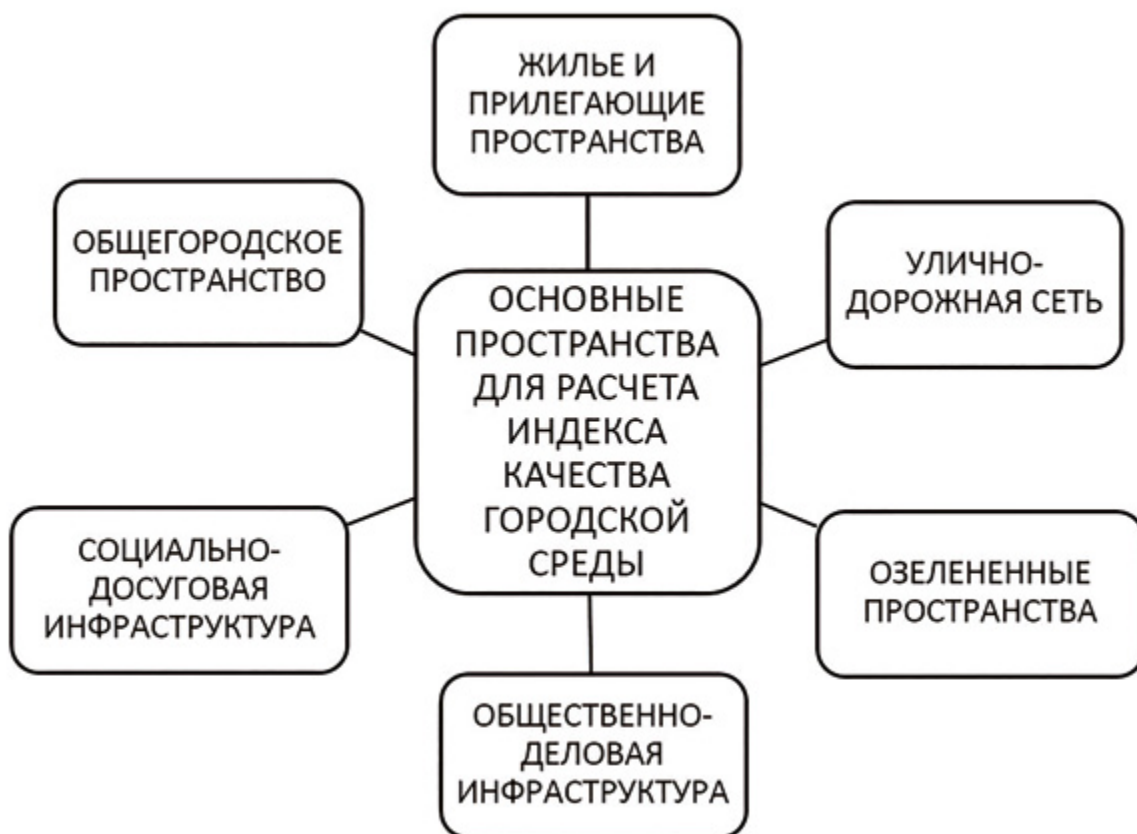 ЖИЛЬЕ И
ПРИЛЕГАЮЩИЕ
ПРОСТРАНСТВА
ОБЩЕГОРОДСКОЕ
ПРОСТРАНСТВО
УЛИЧНО-
ДОРОЖНАЯ СЕТЬ
ОСНОВНЫЕ
ПРОСТРАНСТВА
ДЛЯ РАСЧЕТА
ИНДЕКСА
КАЧЕСТВА
ГОРОДСКОЙ
СРЕДЫ
СОЦИАЛЬНО-
ДОСУГОВАЯ
ИНФРАСТРУКТУРА
ОЗЕЛЕНЕННЫЕ
ПРОСТРАНСТВА
ОБЩЕСТВЕННО-
ДЕЛОВАЯ
ИНФРАСТРУКТУРА